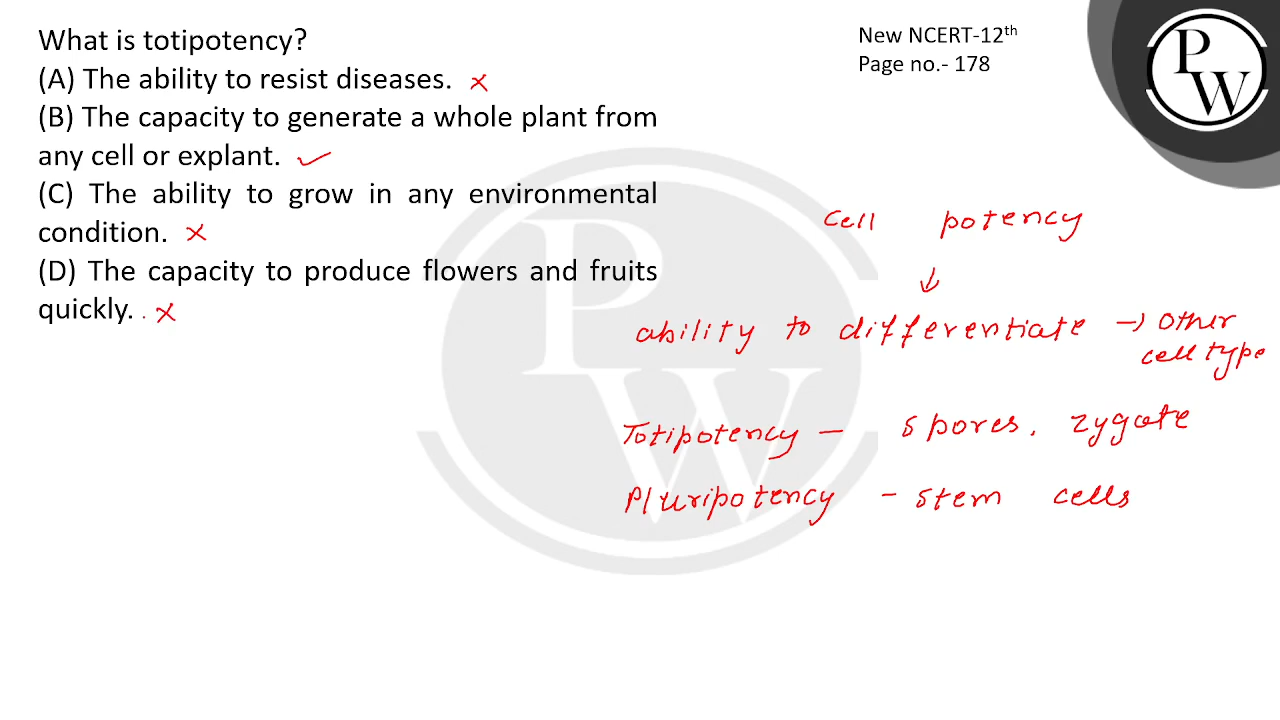 What is totipotency?
(A) The ability to resist diseases. ×
(B) The capacity to generate a whole plant from
any cell or explant. ✓
(C) The ability to grow in any environmental
condition. ×
(D) The capacity to produce flowers and fruits
quickly. . ×
New NCERT-12th
Page no.- 178
PW
cell potency
↓
ability to differentiate → other
cell type
Totipotency – spores, zygote
Pluripotency – stem cells
PW